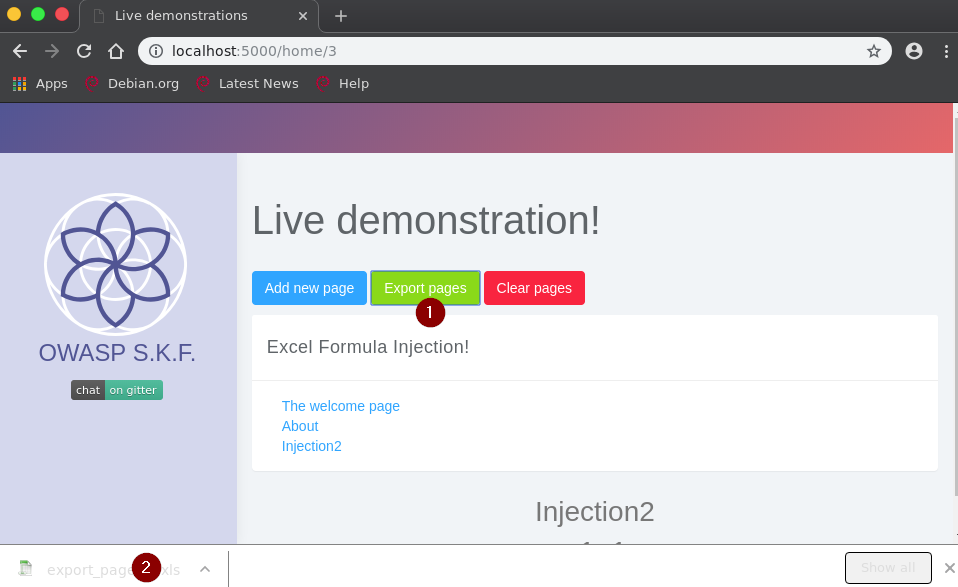 Live demonstrations
localhost:5000/home/3
Apps Debian.org Latest News Help
OWASP S.K.F.
chat on gitter
Live demonstration!
Add new page Export pages Clear pages
1
Excel Formula Injection!
The welcome page
About
Injection2
Injection2
2
Show all